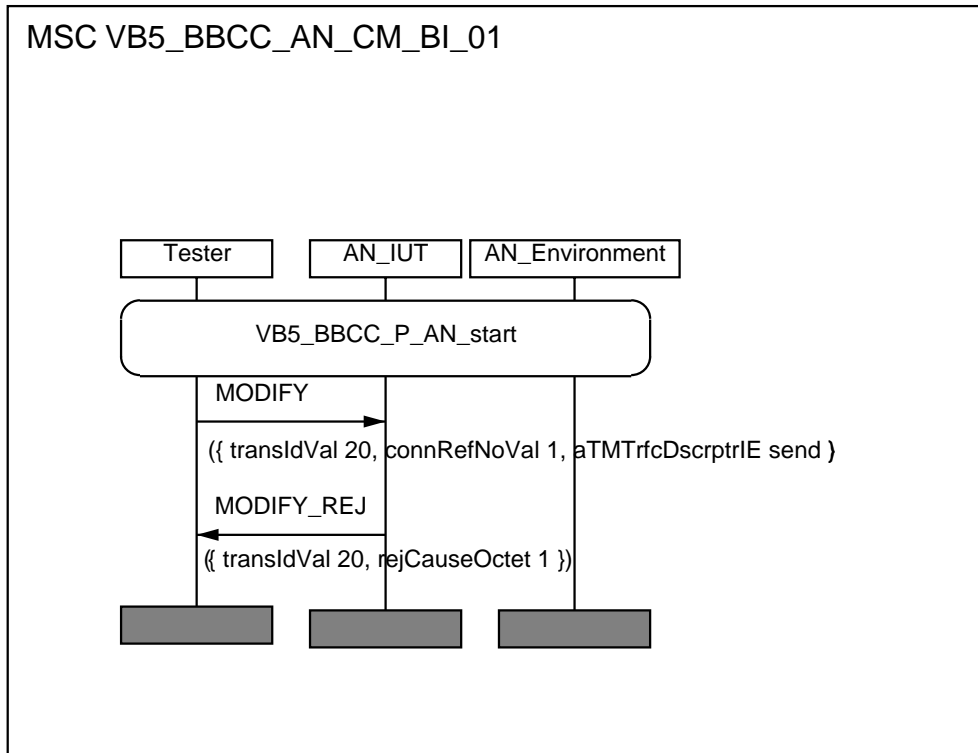 MSC VB5_BBCC_AN_CM_BI_01
Tester AN_IUT AN_Environment
VB5_BBCC_P_AN_start
MODIFY
({ transIdVal 20, connRefNoVal 1, aTMTrfcDscrptrIE send })
MODIFY_REJ
({ transIdVal 20, rejCauseOctet 1 })